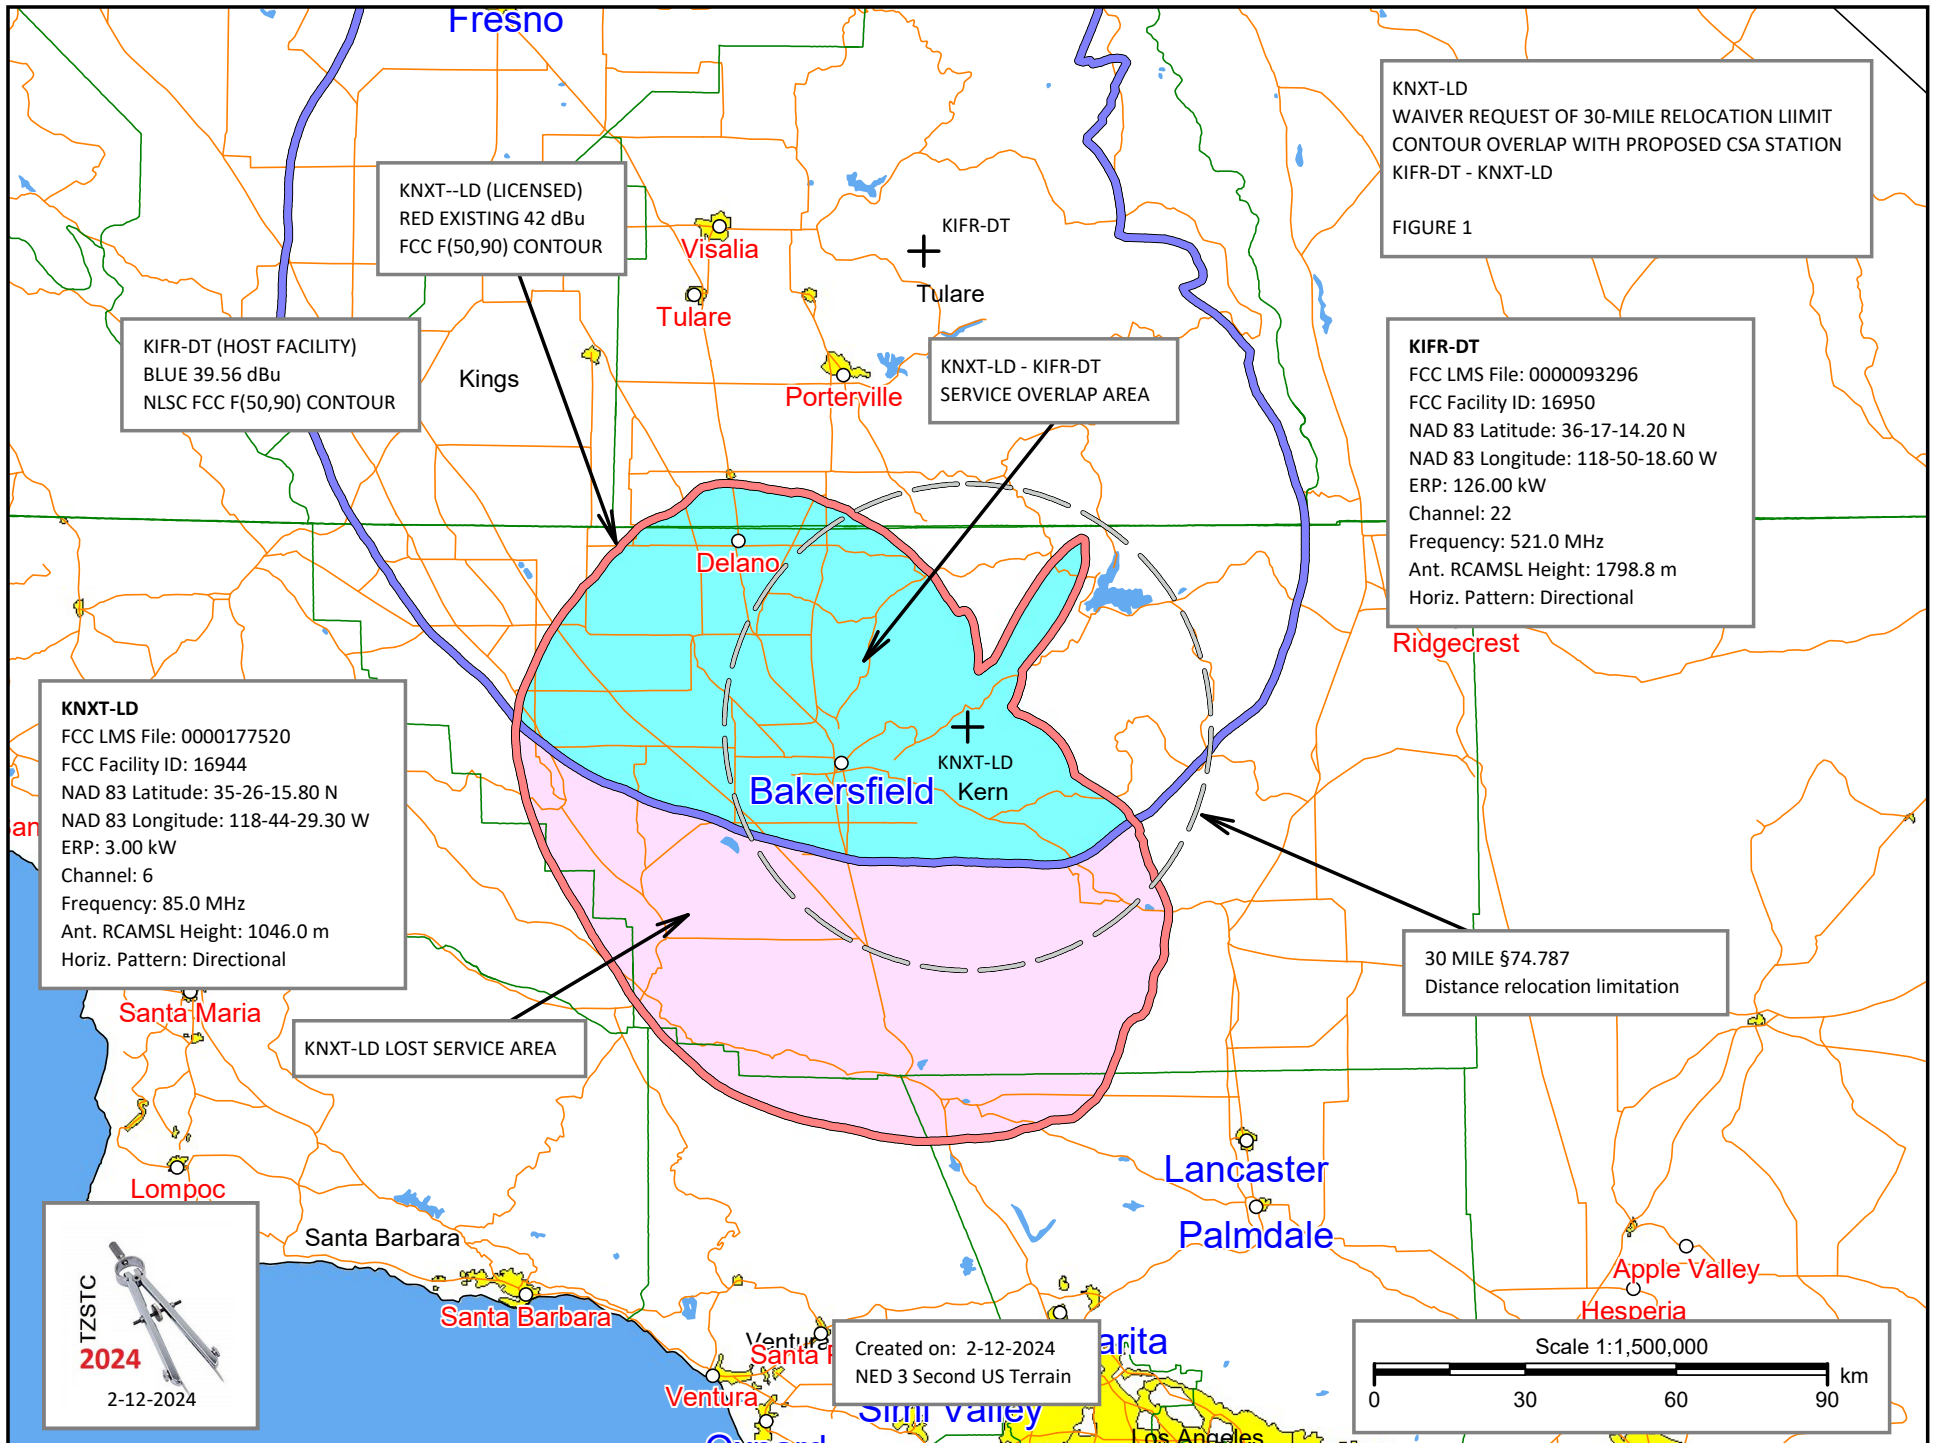 Fresno
KNXT-LD
WAIVER REQUEST OF 30-MILE RELOCATION LIIMIT
CONTOUR OVERLAP WITH PROPOSED CSA STATION
KIFR-DT - KNXT-LD
FIGURE 1
KNXT--LD (LICENSED)
RED EXISTING 42 dBu
FCC F(50,90) CONTOUR
Visalia
KIFR-DT
Tulare
Tulare
KIFR-DT (HOST FACILITY)
BLUE 39.56 dBu
NLSC FCC F(50,90) CONTOUR
Kings
Porterville
KNXT-LD - KIFR-DT
SERVICE OVERLAP AREA
KIFR-DT
FCC LMS File: 0000093296
FCC Facility ID: 16950
NAD 83 Latitude: 36-17-14.20 N
NAD 83 Longitude: 118-50-18.60 W
ERP: 126.00 kW
Channel: 22
Frequency: 521.0 MHz
Ant. RCAMSL Height: 1798.8 m
Horiz. Pattern: Directional
Delano
Ridgecrest
KNXT-LD
FCC LMS File: 0000177520
FCC Facility ID: 16944
NAD 83 Latitude: 35-26-15.80 N
NAD 83 Longitude: 118-44-29.30 W
ERP: 3.00 kW
Channel: 6
Frequency: 85.0 MHz
Ant. RCAMSL Height: 1046.0 m
Horiz. Pattern: Directional
an
KNXT-LD
Bakersfield
Kern
30 MILE §74.787
Distance relocation limitation
Santa Maria
KNXT-LD LOST SERVICE AREA
Lompoc
Lancaster
Palmdale
Santa Barbara
Santa Barbara
Apple Valley
Hesperia
TZSTC
2024
2-12-2024
Ventura
Santa
Ventura
Created on: 2-12-2024
NED 3 Second US Terrain
arita
Simi Valley
Los Angeles
Oxnard
Scale 1:1,500,000
km
0 30 60 90